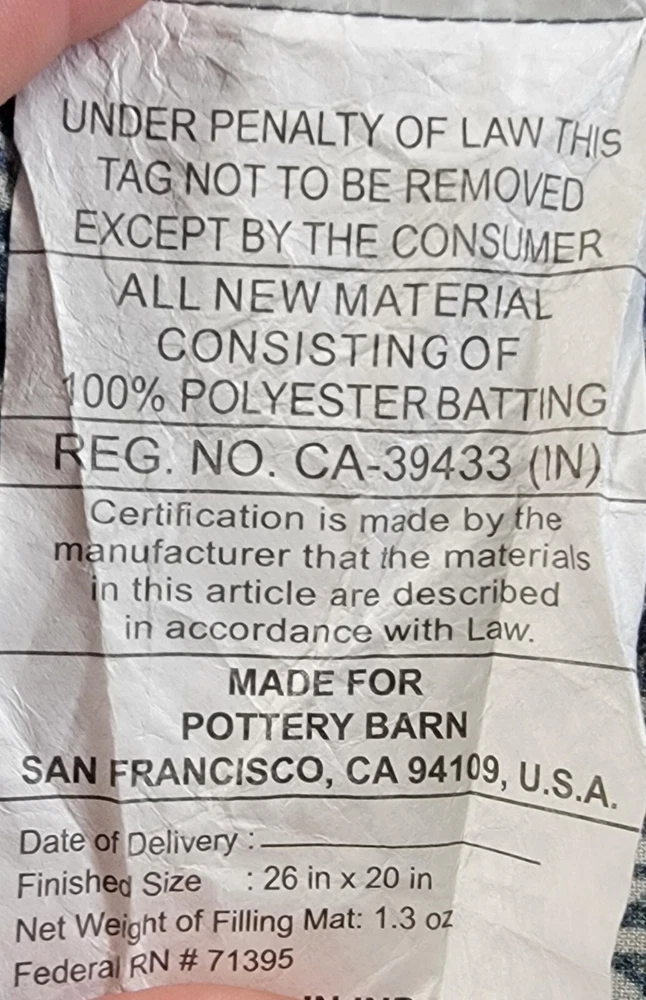 UNDER PENALTY OF LAW THIS
TAG NOT TO BE REMOVED
EXCEPT BY THE CONSUMER
ALL NEW MATERIAL
CONSISTING OF
100% POLYESTER BATTING
REG. NO. CA-39433 (IN)
Certification is made by the
manufacturer that the materials
in this article are described
in accordance with Law.
MADE FOR
POTTERY BARN
SAN FRANCISCO, CA 94109, U.S.A.
Date of Delivery :
Finished Size : 26 in x 20 in
Net Weight of Filling Mat: 1.3 oz
Federal RN # 71395